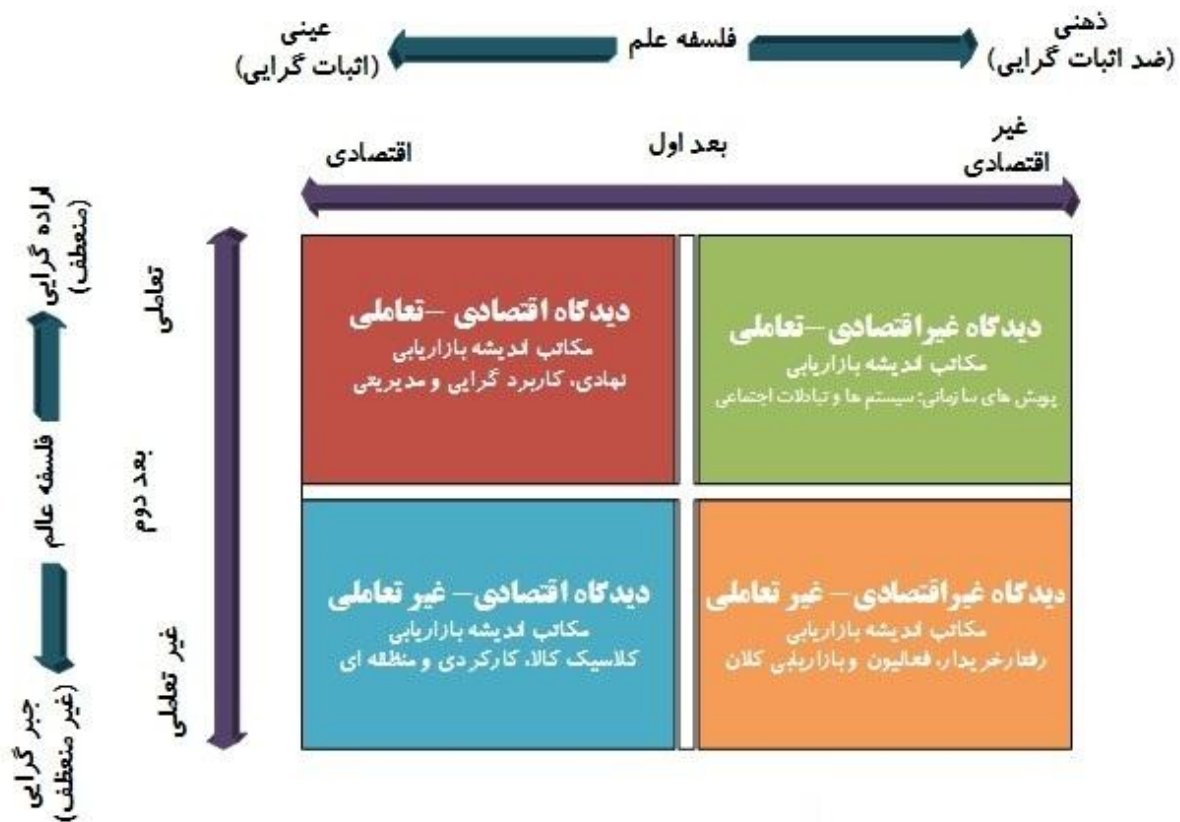 ذهنی
(ضد اثبات گرایی)
فلسفه علم
عینی
(اثبات گرایی)
غیر
اقتصادی
بعد اول
اقتصادی
اراده گرایی
(منعطف)
فلسفه عالم
جبر گرایی
(غیر منعطف)
تعاملی
بعد دوم
غیر تعاملی
دیدگاه غیراقتصادی–تعاملی
مکاتب اندیشه بازاریابی
پویش های سازمانی: سیستم ها و تبادلات اجتماعی
دیدگاه اقتصادی –تعاملی
مکاتب اندیشه بازاریابی
نهادی، کاربرد گرایی و مدیریتی
دیدگاه غیراقتصادی– غیر تعاملی
مکاتب اندیشه بازاریابی
رفتارخریدار، فعالیون وبازاریابی کلان
دیدگاه اقتصادی– غیر تعاملی
مکاتب اندیشه بازاریابی
کلاسیک کالا، کارکردی و منطقه ای